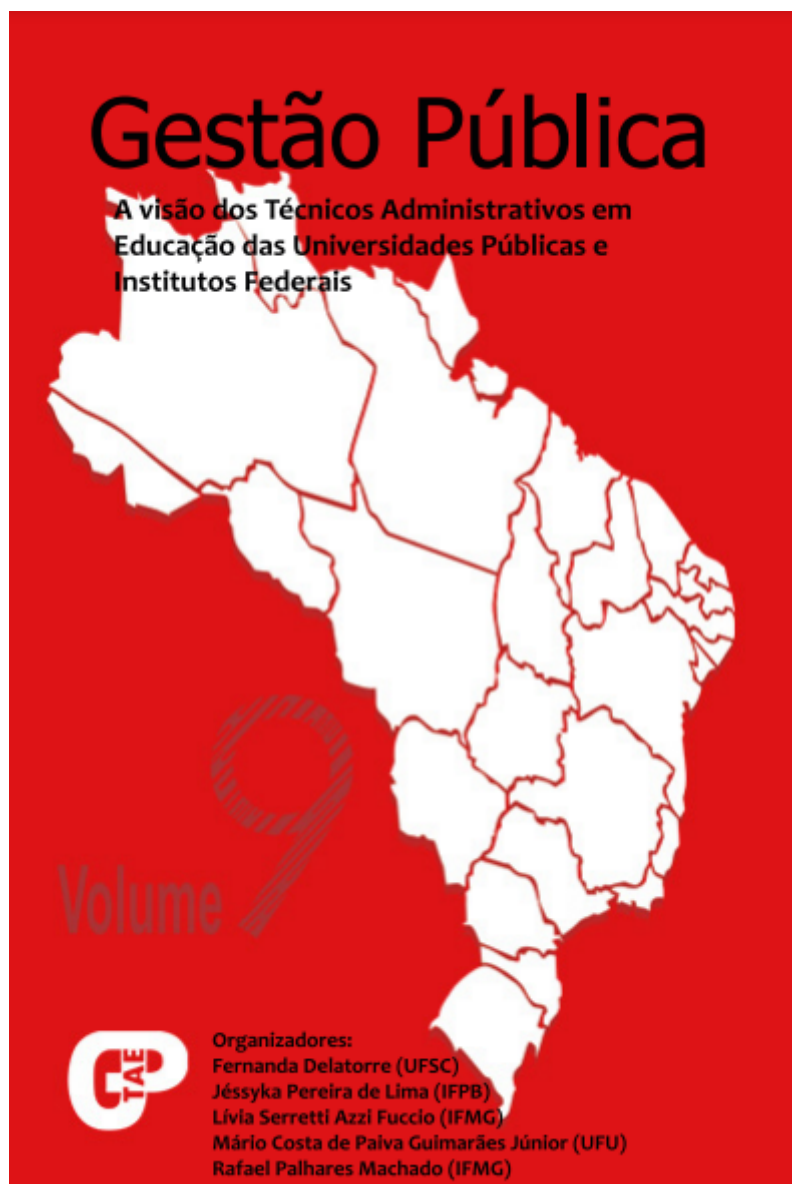 Gestão Pública
A visão dos Técnicos Administrativos em
Educação das Universidades Públicas e
Institutos Federais
Volume 9
GP
TAE
Organizadores:
Fernanda Delatorre (UFSC)
Jéssyka Pereira de Lima (IFPB)
Lívia Serretti Azzi Fuccio (IFMG)
Mário Costa de Paiva Guimarães Júnior (UFU)
Rafael Palhares Machado (IFMG)